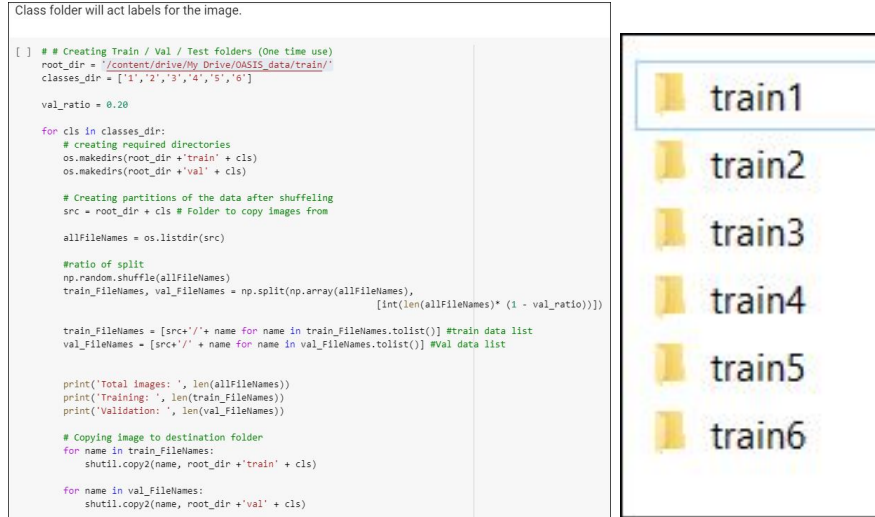 Class folder will act labels for the image.
[ ] # # Creating Train / Val / Test folders (One time use)
root_dir = '/content/drive/My Drive/OASIS_data/train/'
classes_dir = ['1','2','3','4','5','6']
val_ratio = 0.20
for cls in classes_dir:
# creating required directories
os.makedirs(root_dir +'train' + cls)
os.makedirs(root_dir +'val' + cls)
# Creating partitions of the data after shuffeling
src = root_dir + cls # Folder to copy images from
allFileNames = os.listdir(src)
#ratio of split
np.random.shuffle(allFileNames)
train_FileNames, val_FileNames = np.split(np.array(allFileNames),
[int(len(allFileNames)* (1 - val_ratio))])
train_FileNames = [src+'/'+ name for name in train_FileNames.tolist()] #train data list
val_FileNames = [src+'/' + name for name in val_FileNames.tolist()] #Val data list
print('Total images: ', len(allFileNames))
print('Training: ', len(train_FileNames))
print('Validation: ', len(val_FileNames))
# Copying image to destination folder
for name in train_FileNames:
shutil.copy2(name, root_dir +'train' + cls)
for name in val_FileNames:
shutil.copy2(name, root_dir +'val' + cls)
train1
train2
train3
train4
train5
train6